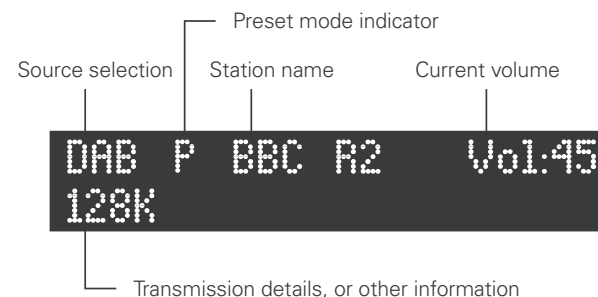 Preset mode indicator
Source selection Station name Current volume
DAB P BBC R2 Vol:45
128K
Transmission details, or other information